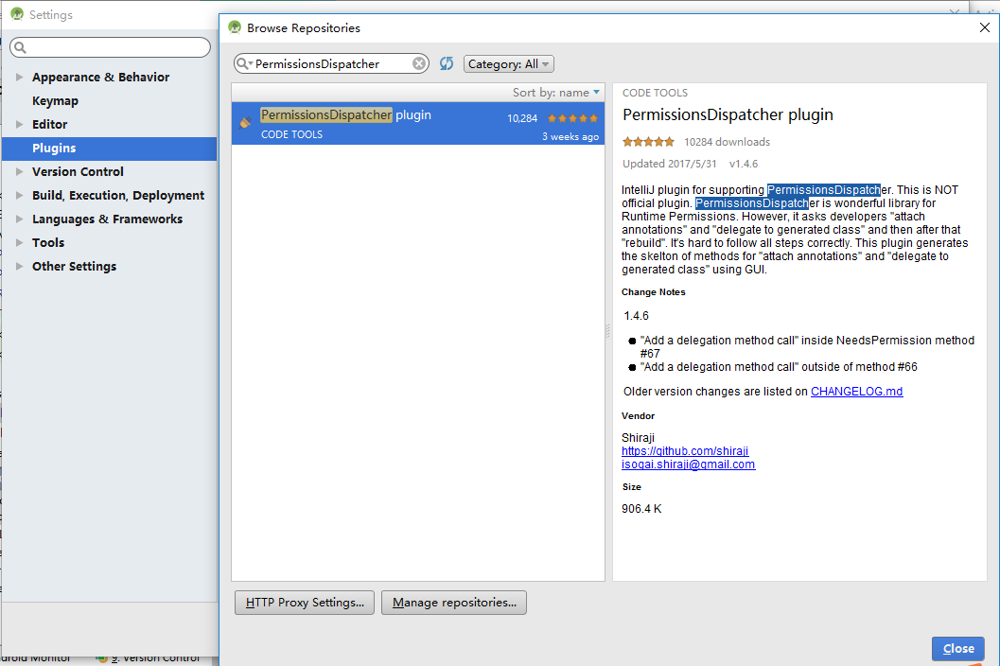 Settings
Browse Repositories
PermissionsDispatcher
Category: All
Appearance & Behavior
Keymap
Editor
Plugins
Version Control
Build, Execution, Deployment
Languages & Frameworks
Tools
Other Settings
Sort by: name
PermissionsDispatcher plugin
10,284
CODE TOOLS
3 weeks ago
CODE TOOLS
PermissionsDispatcher plugin
10284 downloads
Updated 2017/5/31 v1.4.6
IntelliJ plugin for supporting PermissionsDispatcher. This is NOT
official plugin. PermissionsDispatcher is wonderful library for
Runtime Permissions. However, it asks developers "attach
annotations" and "delegate to generated class" and then after that
"rebuild". It's hard to follow all steps correctly. This plugin generates
the skelton of methods for "attach annotations" and "delegate to
generated class" using GUI.
Change Notes
1.4.6
"Add a delegation method call" inside NeedsPermission method
#67
"Add a delegation method call" outside of method #66
Older version changes are listed on CHANGELOG.md
Vendor
Shiraji
https://github.com/shiraji
isogai.shiraji@gmail.com
Size
906.4 K
HTTP Proxy Settings...
Manage repositories...
Close
droid Monitor
9: Version Control